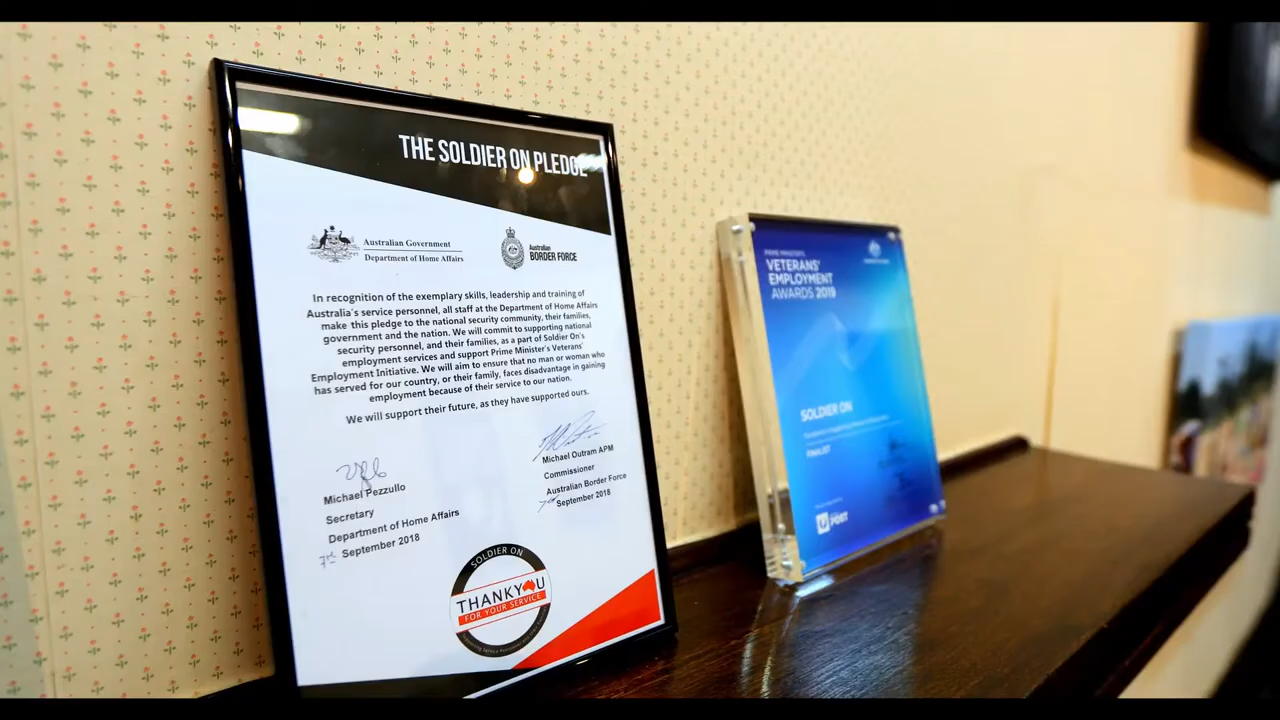 THE SOLDIER ON PLEDGE
Australian Government
Department of Home Affairs
Australian
BORDER FORCE
In recognition of the exemplary skills, leadership and training of
Australia's service personnel, all staff at the Department of Home Affairs
make this pledge to the national security community, their families,
government and the nation. We will commit to supporting national
security personnel, and their families, as a part of Soldier On's
employment services and support Prime Minister's Veterans'
Employment Initiative. We will aim to ensure that no man or woman who
has served for our country, or their family, faces disadvantage in gaining
employment because of their service to our nation.
We will support their future, as they have supported ours.
Michael Pezzullo
Secretary
Department of Home Affairs
7th September 2018
Michael Outram APM
Commissioner
Australian Border Force
7th September 2018
SOLDIER ON
THANKYOU
FOR YOUR SERVICE
PRIME MINISTER'S
VETERANS'
EMPLOYMENT
AWARDS 2019
SOLDIER ON
FINALIST
POST